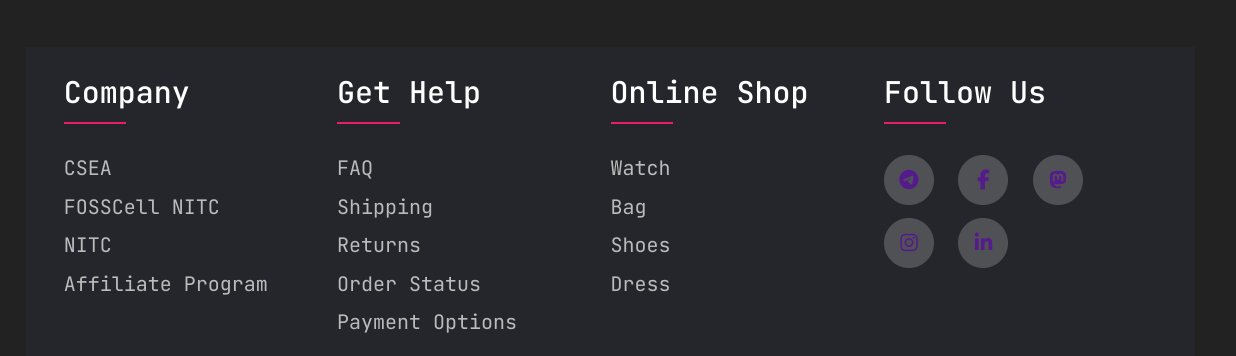 Company
CSEA
FOSSCell NITC
NITC
Affiliate Program
Get Help
FAQ
Shipping
Returns
Order Status
Payment Options
Online Shop
Watch
Bag
Shoes
Dress
Follow Us